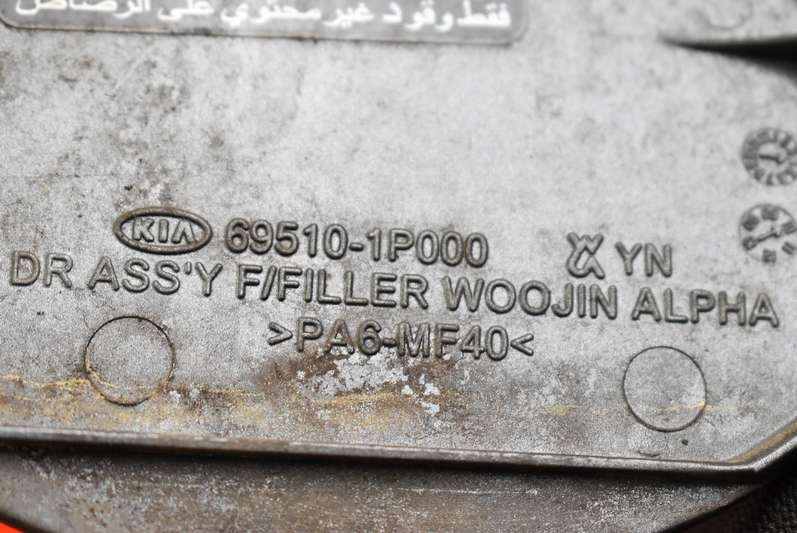 فقط وقود غير محتوي على الرصاص
KIA 69510-1P000 YN
DR ASS'Y F/FILLER WOOJIN ALPHA
>PA6-MF40<